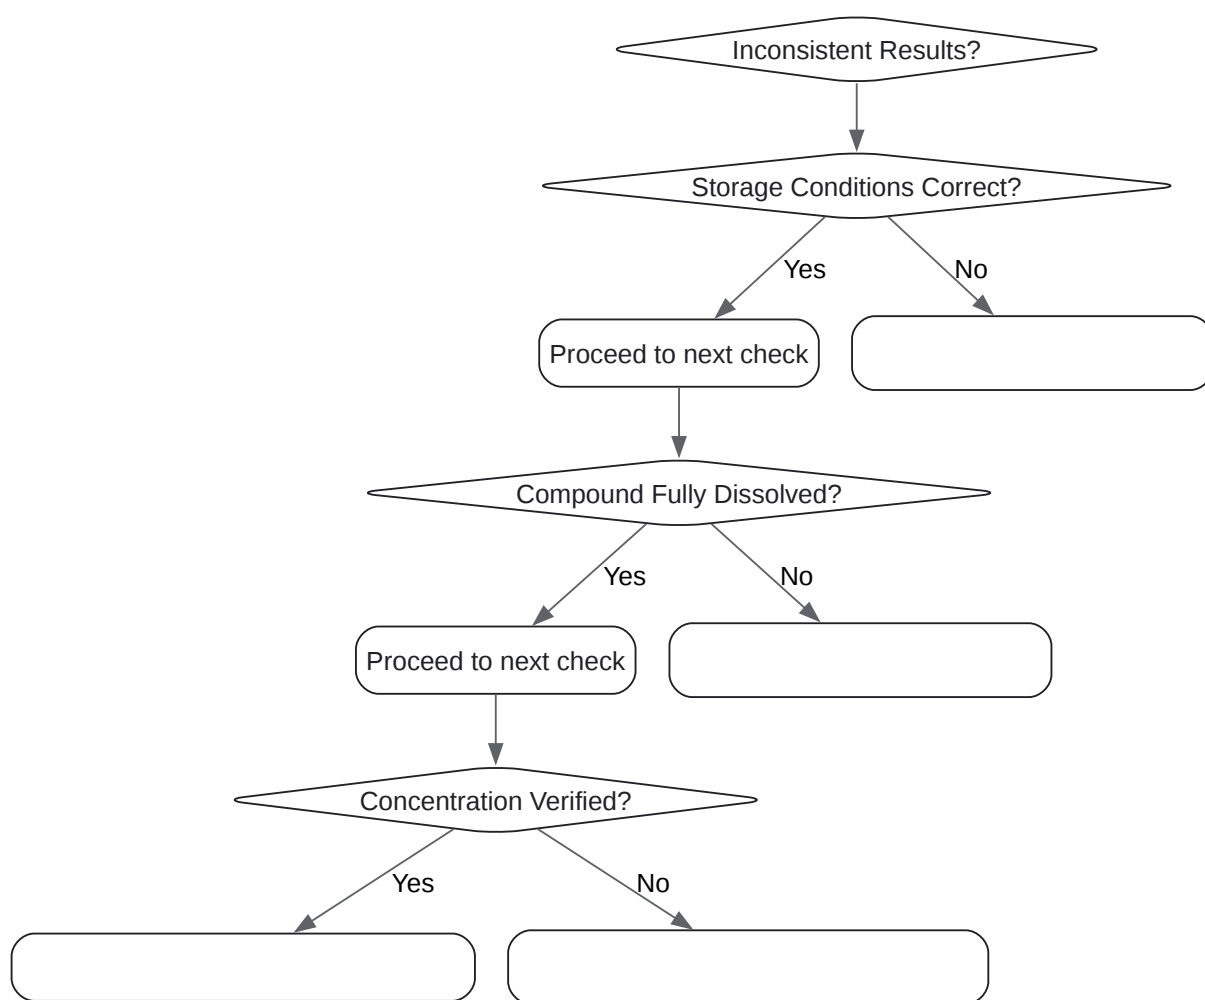 Inconsistent Results?
Storage Conditions Correct?
Yes
No
Proceed to next check
Compound Fully Dissolved?
Yes
No
Proceed to next check
Concentration Verified?
Yes
No